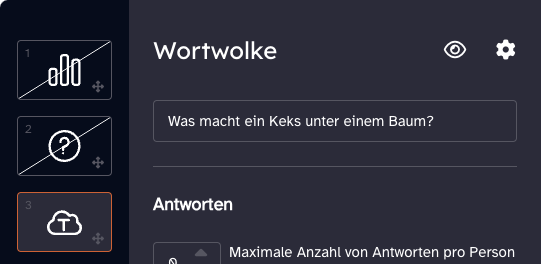 1
Wortwolke
Was macht ein Keks unter einem Baum?
2
3
Antworten
Maximale Anzahl von Antworten pro Person